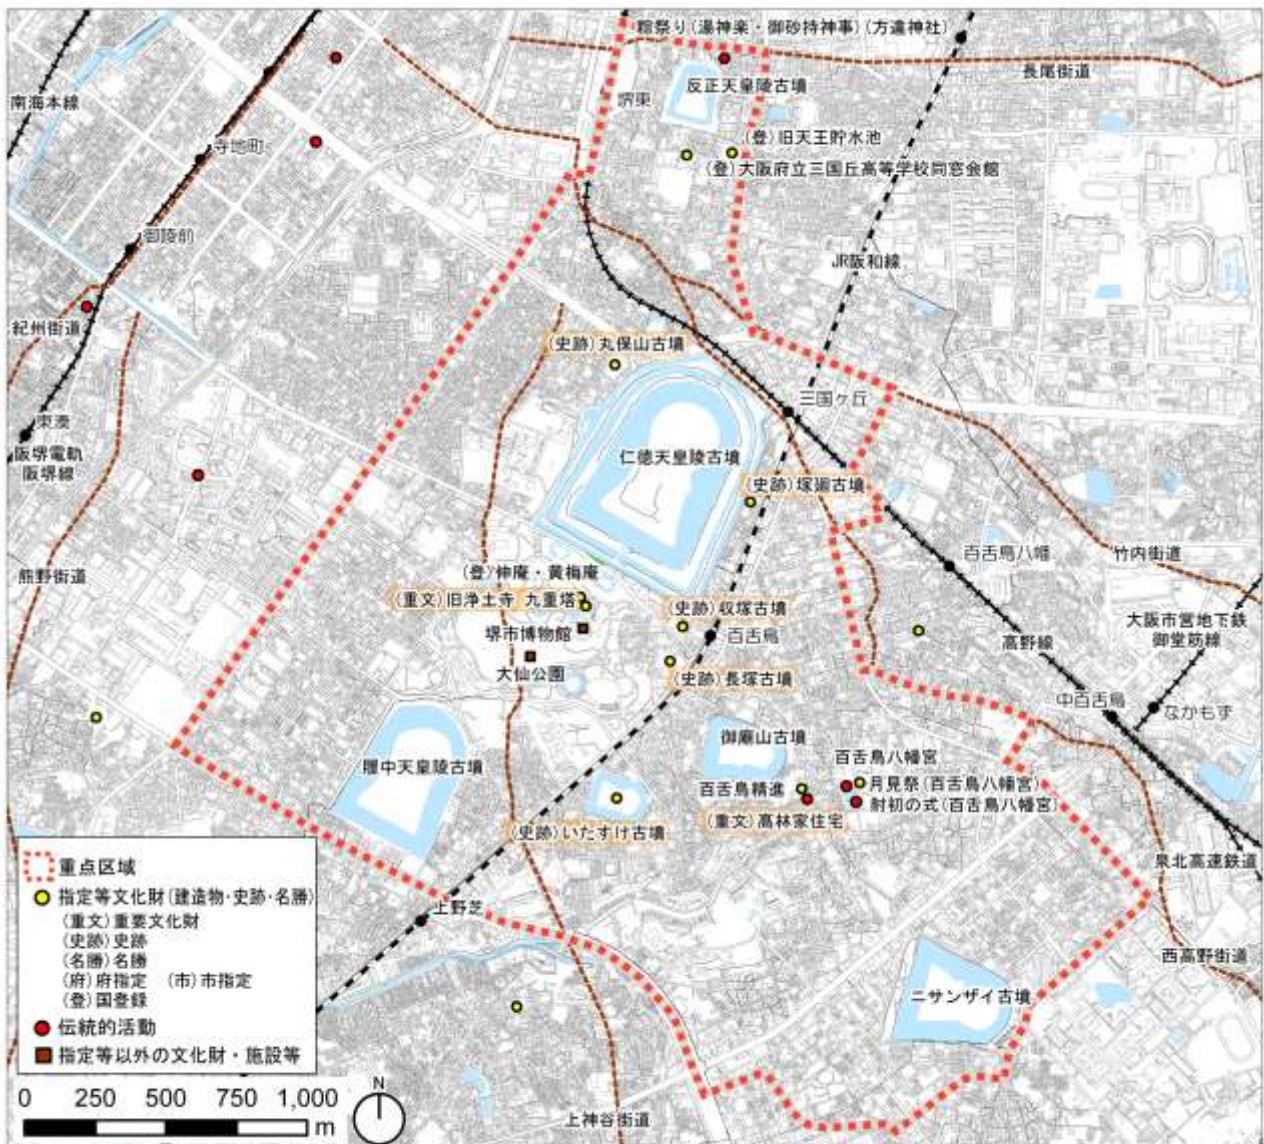 粽祭り(湯神楽・御砂持神事)(方違神社)
長尾街道
南海本線
反正天皇陵古墳
堺東
寺地町
(登)旧天王貯水池
(登)大阪府立三国丘高等学校同窓会館
御陵前
JR阪和線
紀州街道
(史跡)丸保山古墳
三国ヶ丘
東湊
阪堺電軌
阪堺線
仁徳天皇陵古墳
(史跡)塚廻古墳
百舌鳥八幡
竹内街道
熊野街道
(登)伸庵・黄梅庵
(重文)旧浄土寺 九重塔
(史跡)収塚古墳
堺市博物館
百舌鳥
大阪市営地下鉄
御堂筋線
高野線
大仙公園
(史跡)長塚古墳
中百舌鳥
なかもず
御廟山古墳
履中天皇陵古墳
百舌鳥八幡宮
百舌鳥精進
月見祭(百舌鳥八幡宮)
射初の式(百舌鳥八幡宮)
(重文)髙林家住宅
(史跡)いたすけ古墳
泉北高速鉄道
上野芝
西高野街道
ニサンザイ古墳
上神谷街道
重点区域
指定等文化財(建造物・史跡・名勝)
(重文)重要文化財
(史跡)史跡
(名勝)名勝
(府)府指定 (市)市指定
(登)国登録
伝統的活動
指定等以外の文化財・施設等
0 250 500 750 1,000
m
N